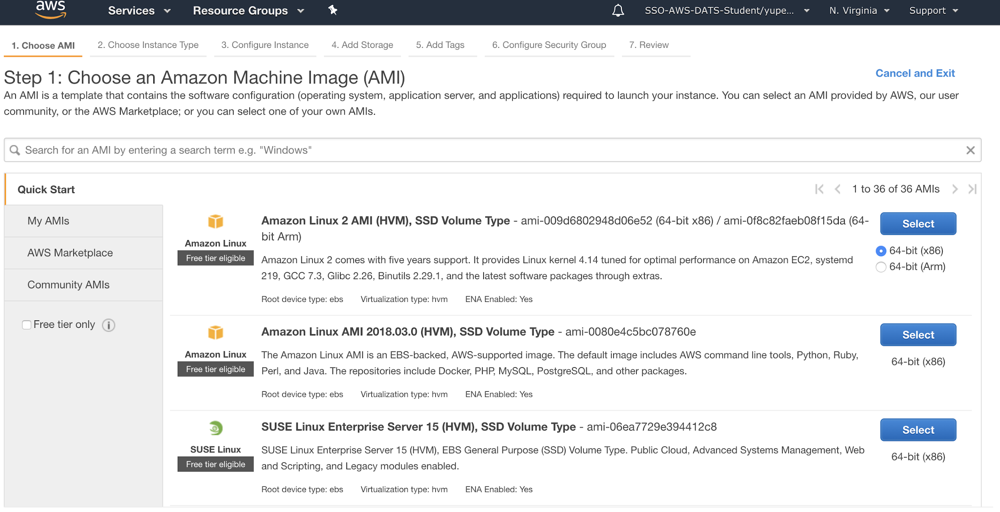 aws Services Resource Groups SSO-AWS-DATS-Student/yupe... N. Virginia Support
1. Choose AMI 2. Choose Instance Type 3. Configure Instance 4. Add Storage 5. Add Tags 6. Configure Security Group 7. Review
Step 1: Choose an Amazon Machine Image (AMI)
Cancel and Exit
An AMI is a template that contains the software configuration (operating system, application server, and applications) required to launch your instance. You can select an AMI provided by AWS, our user
community, or the AWS Marketplace; or you can select one of your own AMIs.
Search for an AMI by entering a search term e.g. "Windows"
Quick Start
1 to 36 of 36 AMIs
My AMIs
AWS Marketplace
Community AMIs
Free tier only
Amazon Linux
Free tier eligible
Amazon Linux 2 AMI (HVM), SSD Volume Type - ami-009d6802948d06e52 (64-bit x86) / ami-0f8c82faeb08f15da (64-
bit Arm)
Amazon Linux 2 comes with five years support. It provides Linux kernel 4.14 tuned for optimal performance on Amazon EC2, systemd
219, GCC 7.3, Glibc 2.26, Binutils 2.29.1, and the latest software packages through extras.
Root device type: ebs Virtualization type: hvm ENA Enabled: Yes
Select
64-bit (x86)
64-bit (Arm)
Amazon Linux
Free tier eligible
Amazon Linux AMI 2018.03.0 (HVM), SSD Volume Type - ami-0080e4c5bc078760e
The Amazon Linux AMI is an EBS-backed, AWS-supported image. The default image includes AWS command line tools, Python, Ruby,
Perl, and Java. The repositories include Docker, PHP, MySQL, PostgreSQL, and other packages.
Root device type: ebs Virtualization type: hvm ENA Enabled: Yes
Select
64-bit (x86)
SUSE Linux
Free tier eligible
SUSE Linux Enterprise Server 15 (HVM), SSD Volume Type - ami-06ea7729e394412c8
SUSE Linux Enterprise Server 15 (HVM), EBS General Purpose (SSD) Volume Type. Public Cloud, Advanced Systems Management, Web
and Scripting, and Legacy modules enabled.
Root device type: ebs Virtualization type: hvm ENA Enabled: Yes
Select
64-bit (x86)